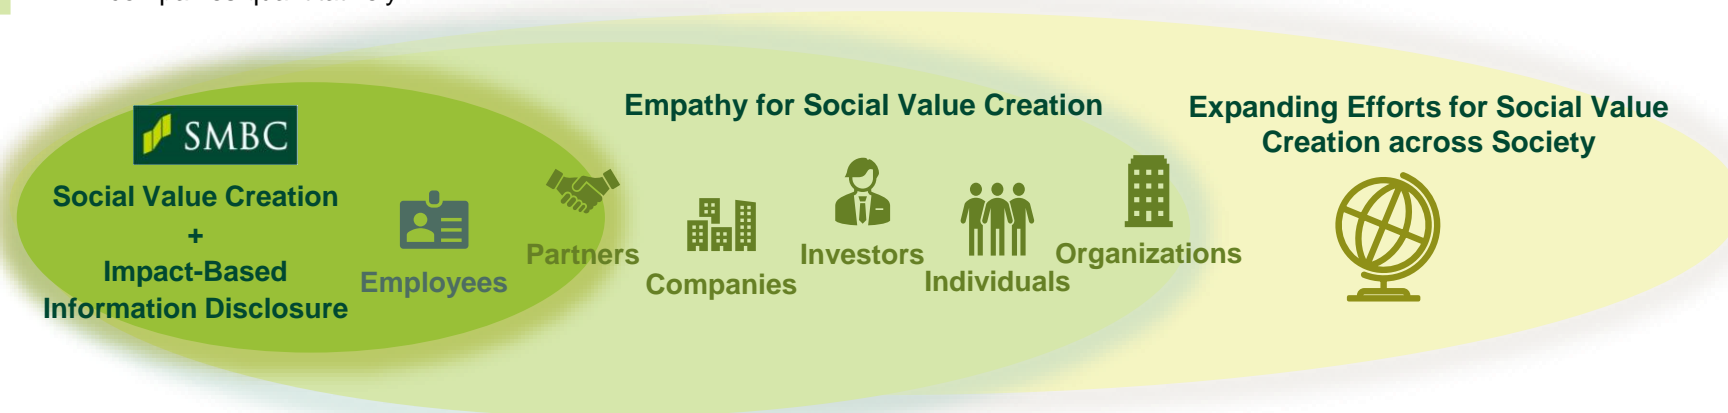 SMBC
Social Value Creation
+
Impact-Based
Information Disclosure
Employees
Partners
Empathy for Social Value Creation
Companies
Investors
Individuals
Organizations
Expanding Efforts for Social Value
Creation across Society